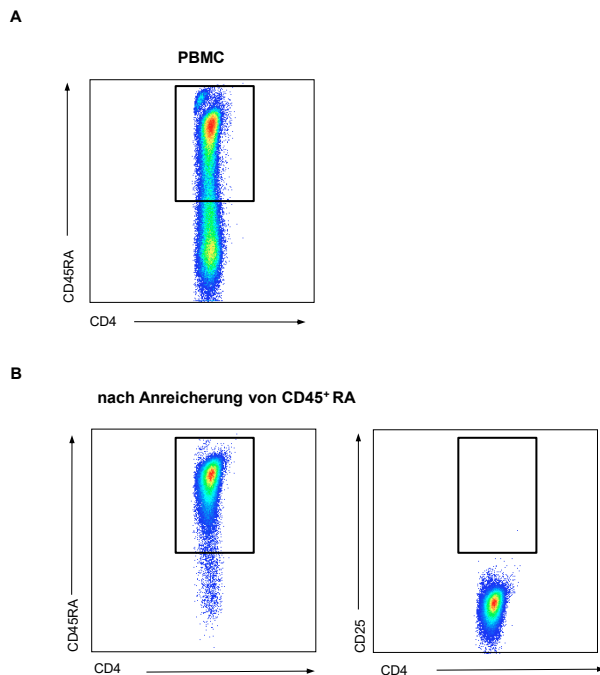 A
PBMC
CD45RA
CD4
B
nach Anreicherung von CD45⁺ RA
CD45RA
CD4
CD25
CD4